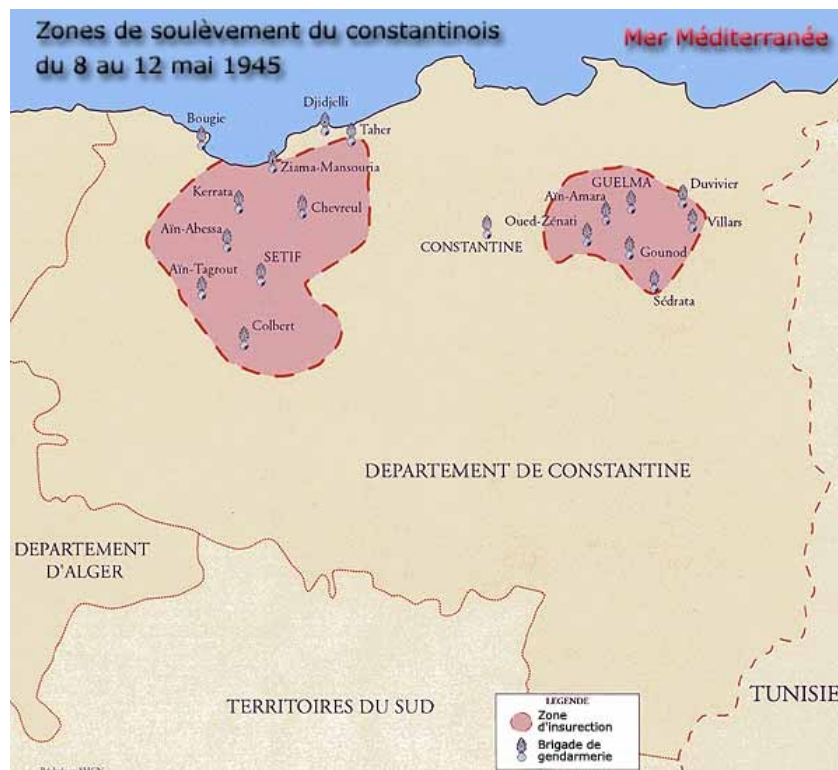 Zones de soulèvement du constantinois
du 8 au 12 mai 1945
Mer Méditerranée
Djidjelli
Bougie
Taher
Ziama-Mansouria
Kerrata
Chevreul
Aïn-Abessa
SETIF
Aïn-Tagrout
Colbert
CONSTANTINE
GUELMA
Duvivier
Aïn-Amara
Oued-Zénati
Villars
Gounod
Sédrata
DEPARTEMENT DE CONSTANTINE
DEPARTEMENT
D'ALGER
TERRITOIRES DU SUD
TUNISIE
LEGENDE
Zone
d'insurection
Brigade de
gendarmerie